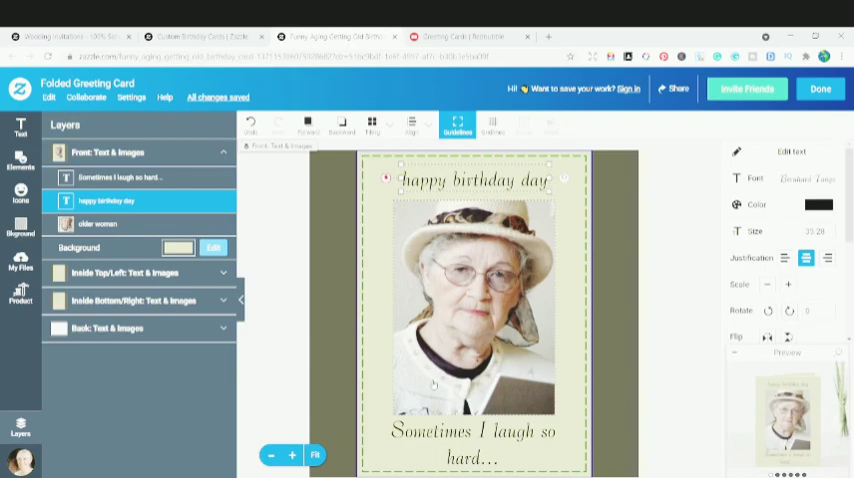 Wedding Invitations - 100% Sati
Custom Birthday Cards | Zazzle
Funny Aging Getting Old Birthda
Greeting Cards | Redbubble
Folded Greeting Card
Edit Collaborate Settings Help All changes saved
Hi! Want to save your work? Sign in
Share
Invite Friends
Done
Text
Elements
Icons
Bkground
My Files
Product
Layers
Layers
Front: Text & Images
Sometimes I laugh so hard...
happy birthday day
older woman
Background
Edit
Inside Top/Left: Text & Images
Inside Bottom/Right: Text & Images
Back: Text & Images
Undo
Forward
Backward
Tiling
Align
Guidelines
Gridlines
Front: Text & Images
happy birthday day
Sometimes I laugh so
hard...
Fit
Edit text
Font
Color
Size 35.28
Justification
Scale
Rotate 0
Flip
Preview